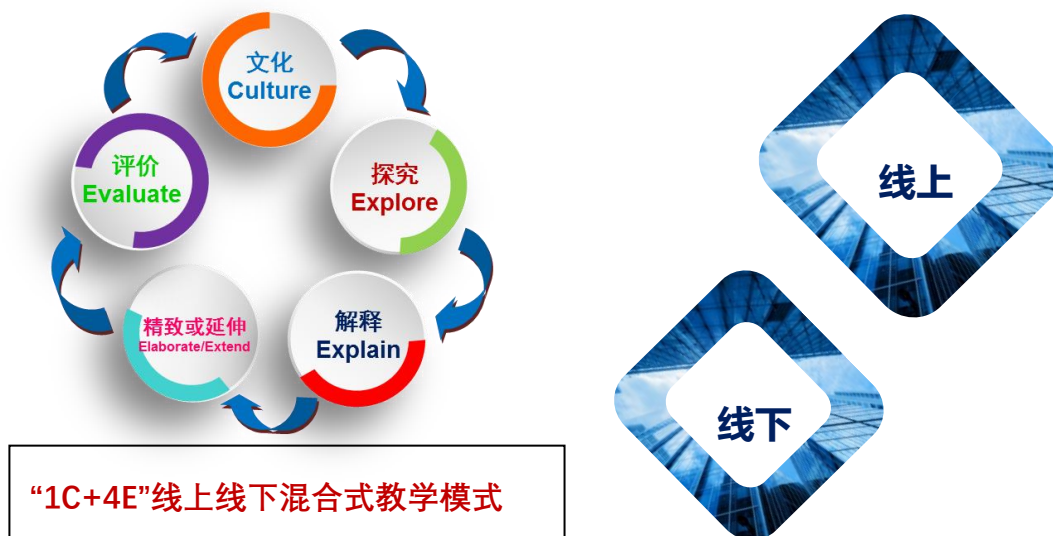 文化
Culture
探究
Explore
解释
Explain
精致或延伸
Elaborate/Extend
评价
Evaluate
“1C+4E”线上线下混合式教学模式
线上
线下